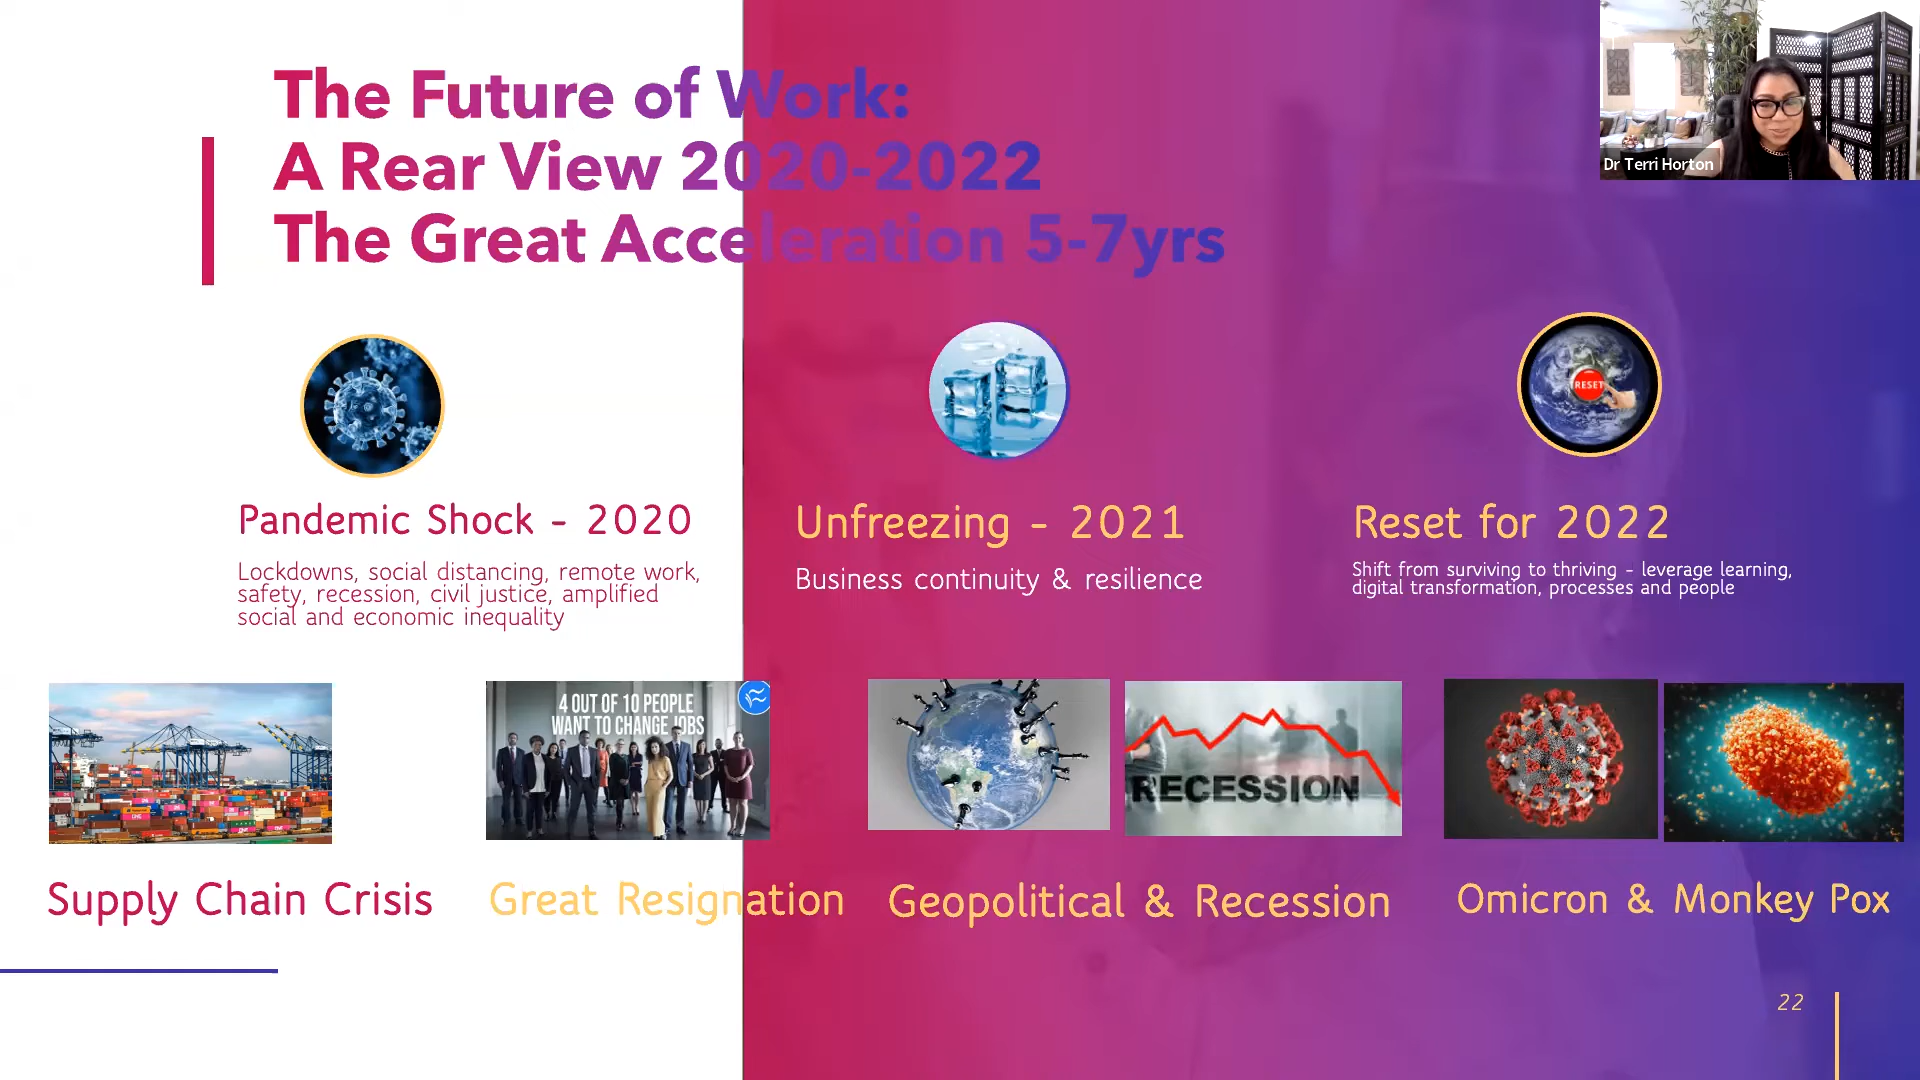 The Future of Work:
A Rear View 2020-2022
The Great Acceleration 5-7yrs
Dr Terri Horton
RESET
Pandemic Shock - 2020
Lockdowns, social distancing, remote work,
safety, recession, civil justice, amplified
social and economic inequality
Unfreezing - 2021
Business continuity & resilience
Reset for 2022
Shift from surviving to thriving - leverage learning,
digital transformation, processes and people
4 OUT OF 10 PEOPLE
WANT TO CHANGE JOBS
RECESSION
Supply Chain Crisis
Great Resignation
Geopolitical & Recession
Omicron & Monkey Pox
22